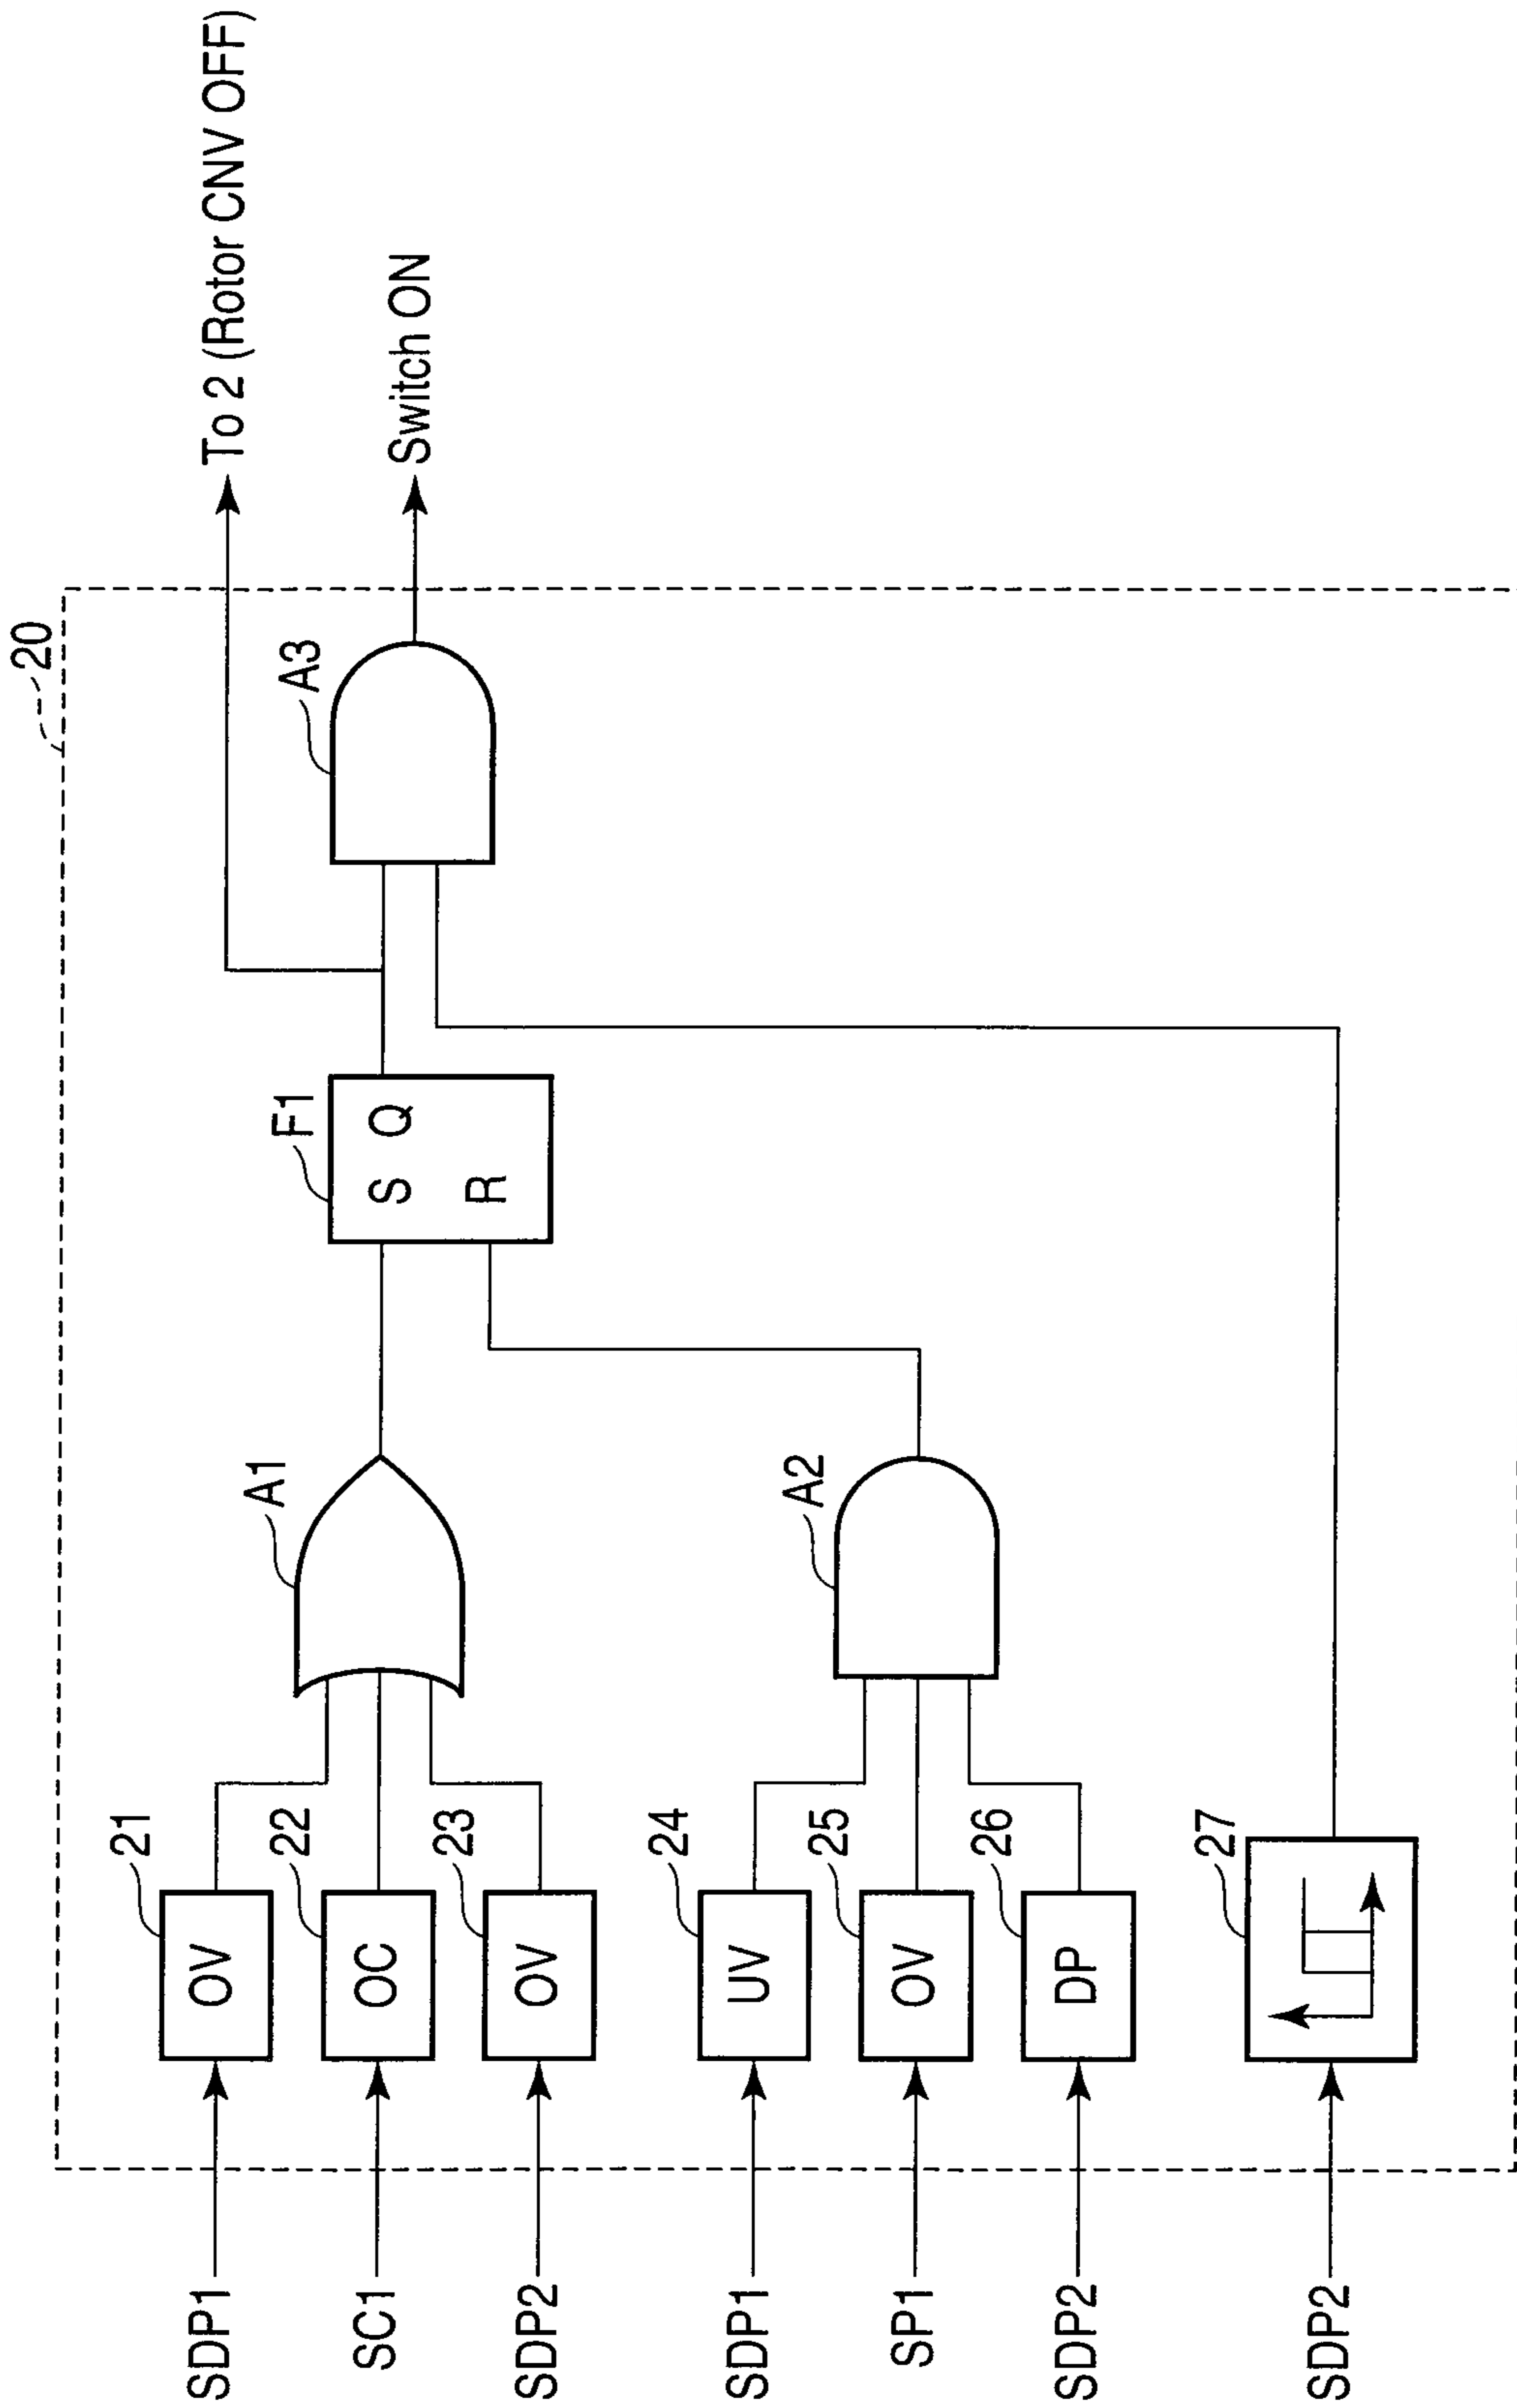 20
SDP1
OV
21
SC1
OC
22
SDP2
OV
23
A1
F1
S Q
R
A3
To 2 (Rotor CNV OFF)
Switch ON
SDP1
UV
24
SP1
OV
25
SDP2
DP
26
A2
SDP2
27